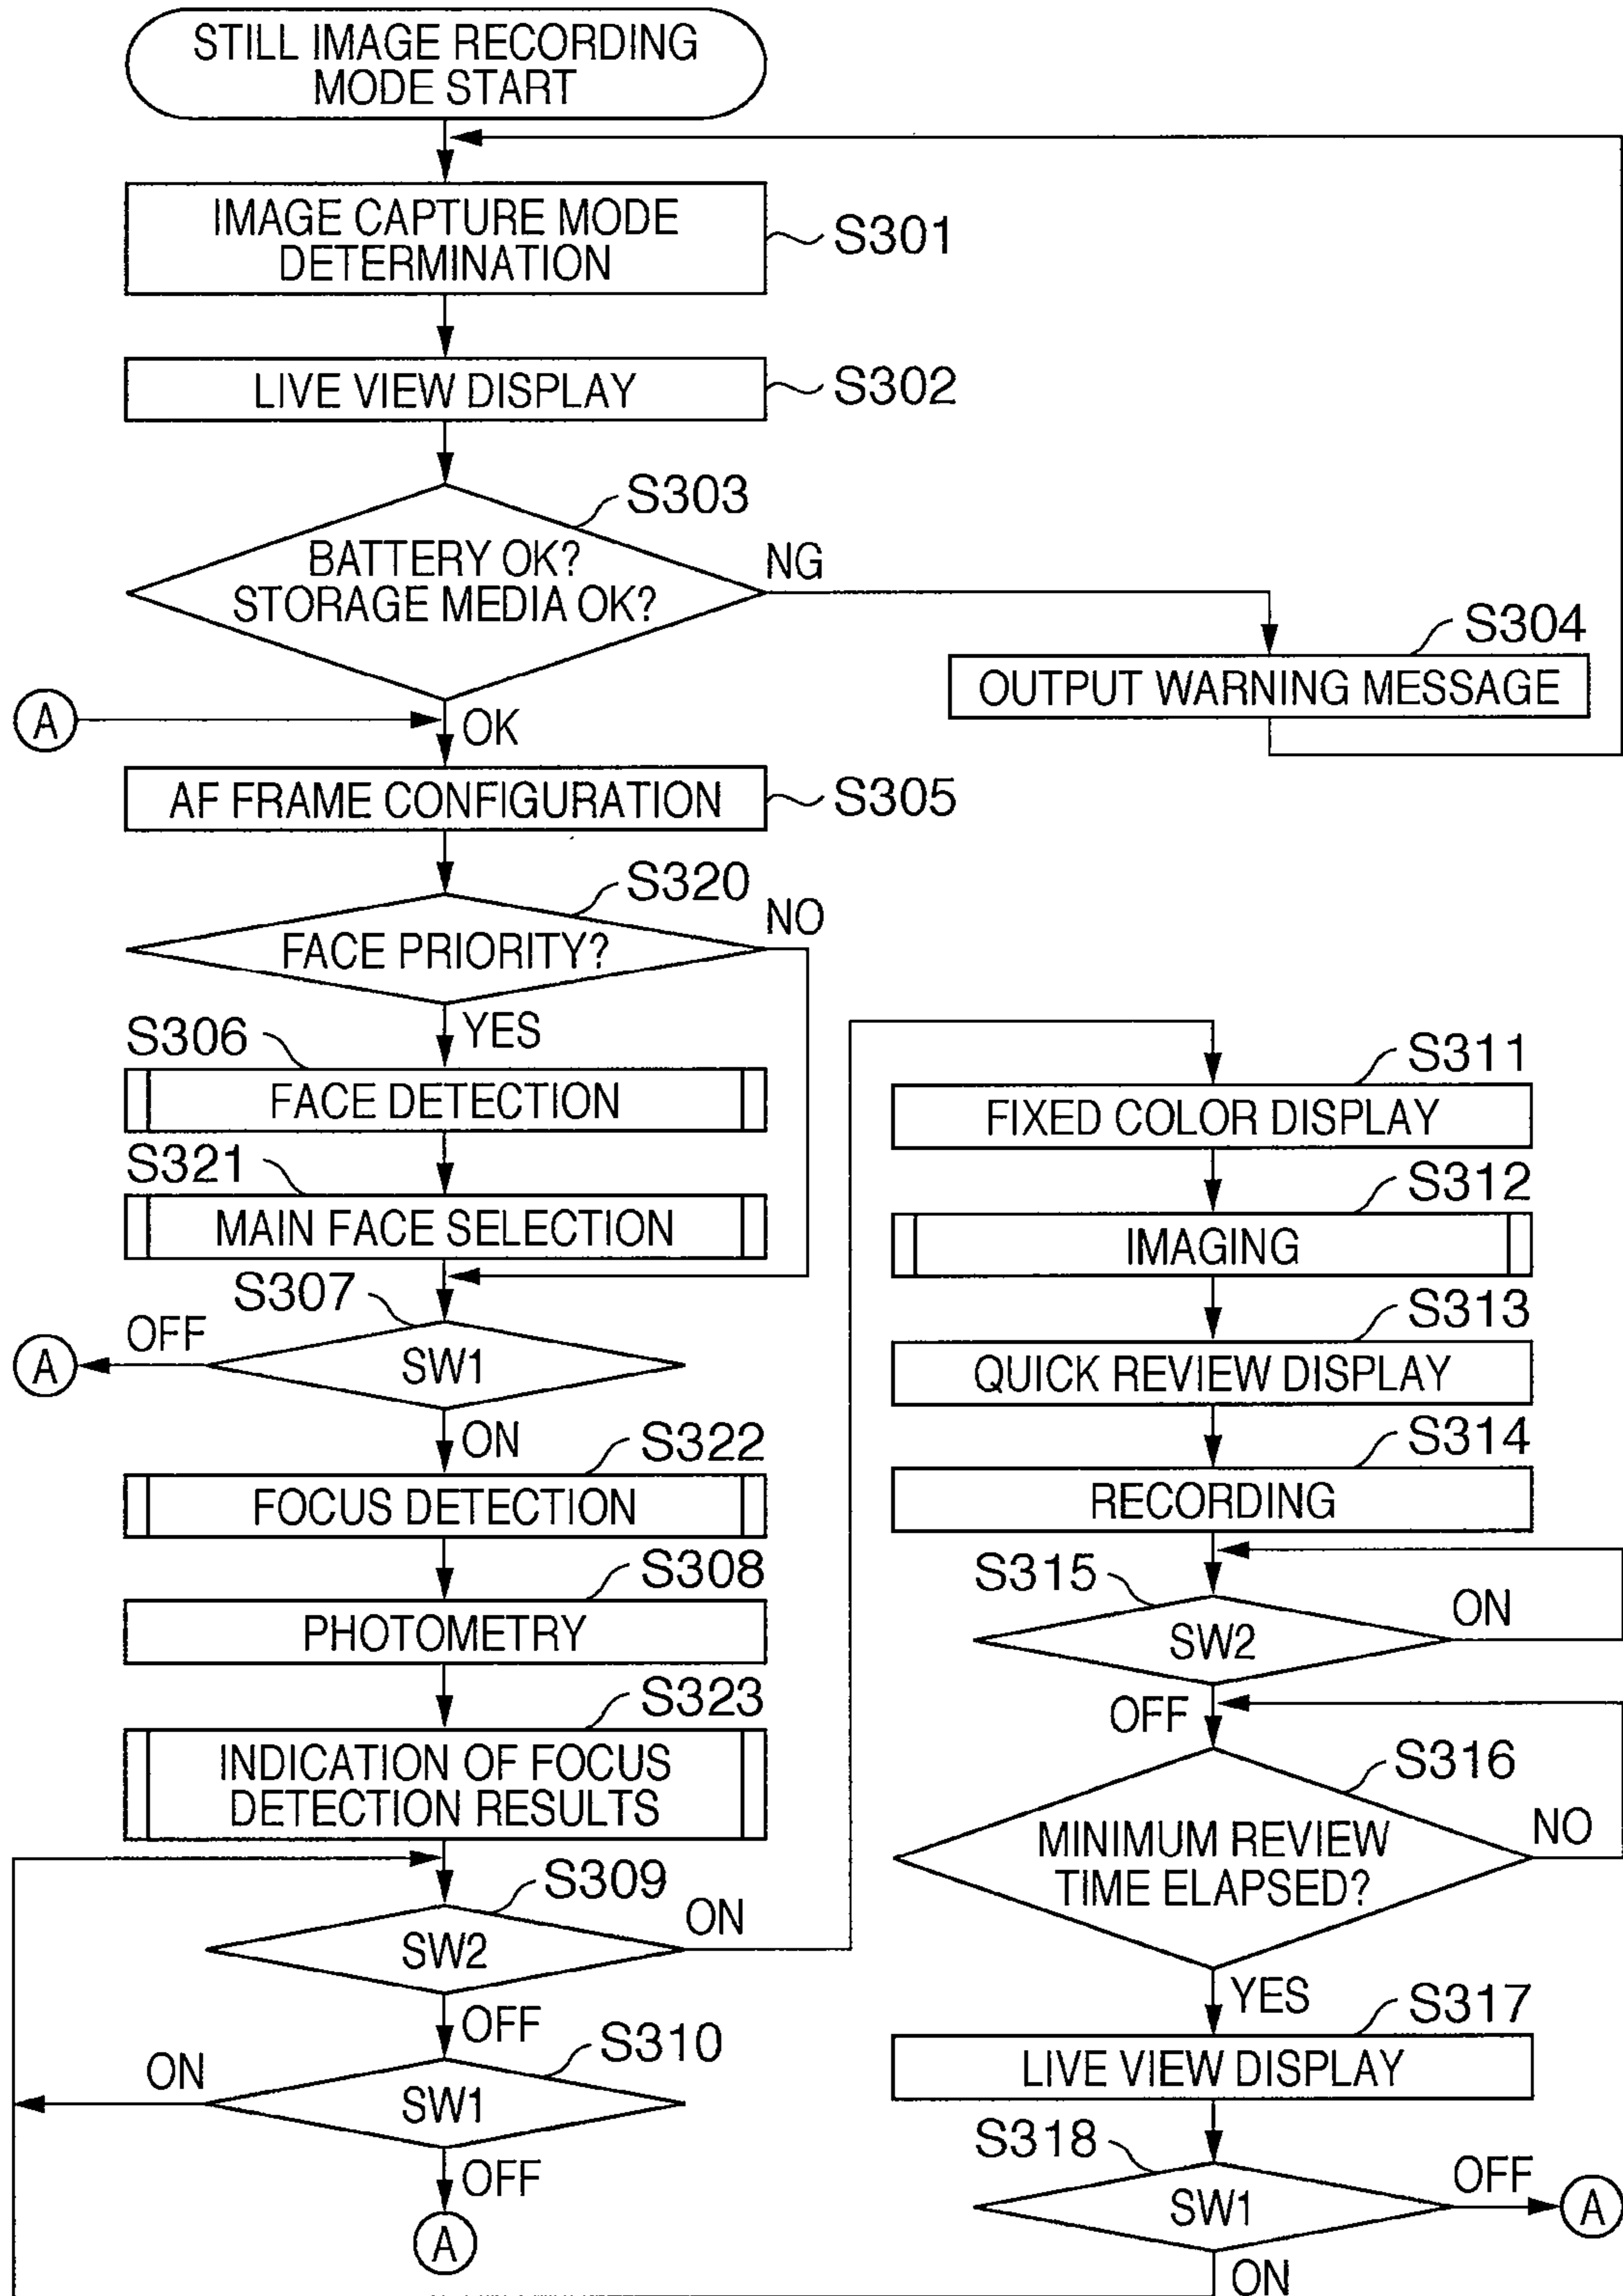 STILL IMAGE RECORDING
MODE START
IMAGE CAPTURE MODE
DETERMINATION
S301
LIVE VIEW DISPLAY
S302
S303
BATTERY OK?
STORAGE MEDIA OK?
NG
S304
OUTPUT WARNING MESSAGE
A
OK
AF FRAME CONFIGURATION
S305
S320
FACE PRIORITY?
NO
YES
S306
FACE DETECTION
S321
MAIN FACE SELECTION
S307
OFF
A
SW1
ON
S322
FOCUS DETECTION
S308
PHOTOMETRY
S323
INDICATION OF FOCUS
DETECTION RESULTS
S309
SW2
ON
OFF
S310
ON
SW1
OFF
A
S311
FIXED COLOR DISPLAY
S312
IMAGING
S313
QUICK REVIEW DISPLAY
S314
RECORDING
S315
SW2
ON
OFF
S316
MINIMUM REVIEW
TIME ELAPSED?
NO
YES
S317
LIVE VIEW DISPLAY
S318
SW1
OFF
A
ON